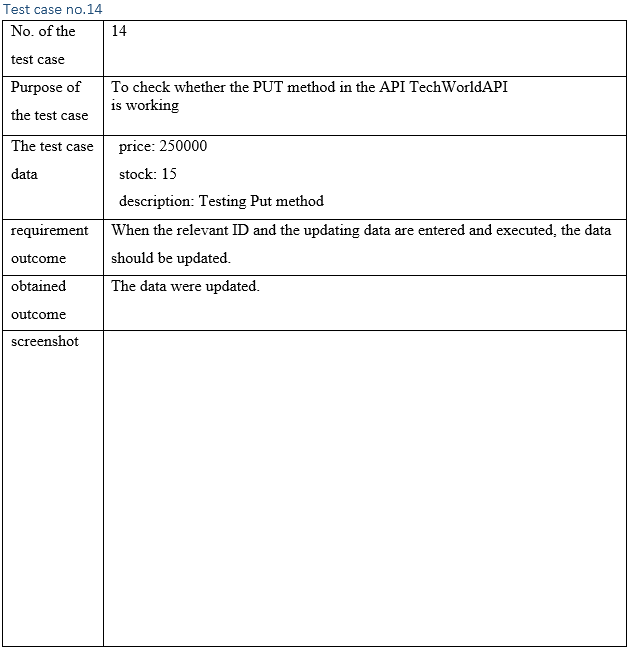 Test case no.14
No. of the
test case
14
Purpose of
the test case
To check whether the PUT method in the API TechWorldAPI
is working
The test case
data
price: 250000
stock: 15
description: Testing Put method
requirement
outcome
When the relevant ID and the updating data are entered and executed, the data
should be updated.
obtained
outcome
The data were updated.
screenshot